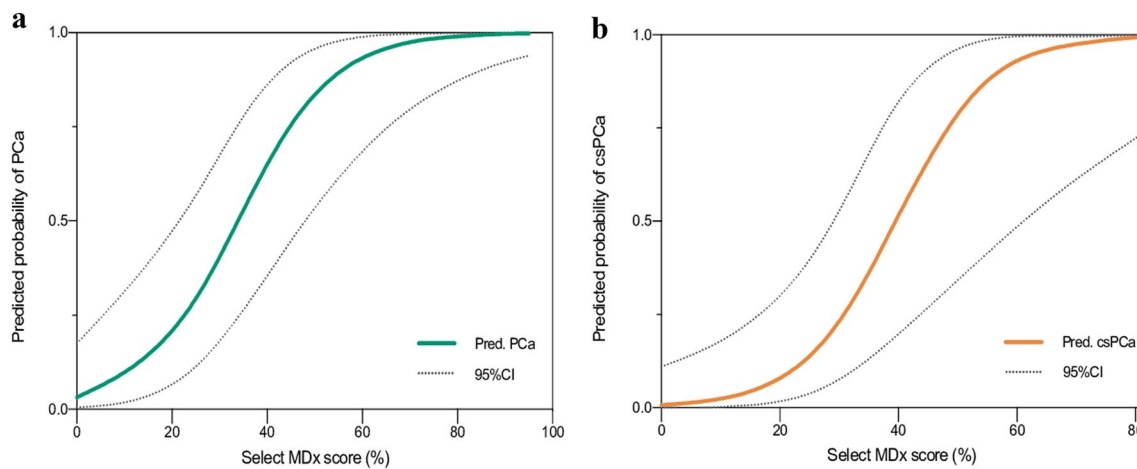 a
1.0
0.5
0.0
Predicted probability of PCa
Pred. PCa
95%CI
0
20
40
60
80
100
Select MDx score (%)
b
1.0
0.5
0.0
Predicted probability of csPCa
Pred. csPCa
95%CI
0
20
40
60
80
Select MDx score (%)